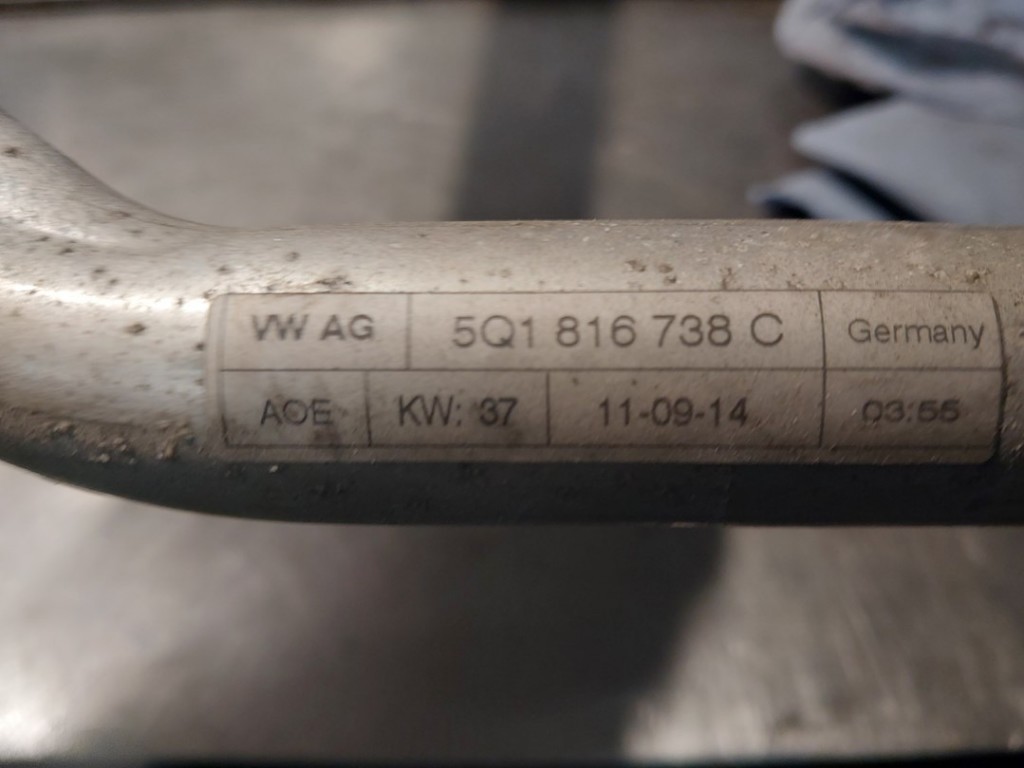 VW AG 5Q1 816 738 C Germany
AOE KW: 37 11-09-14 03:55